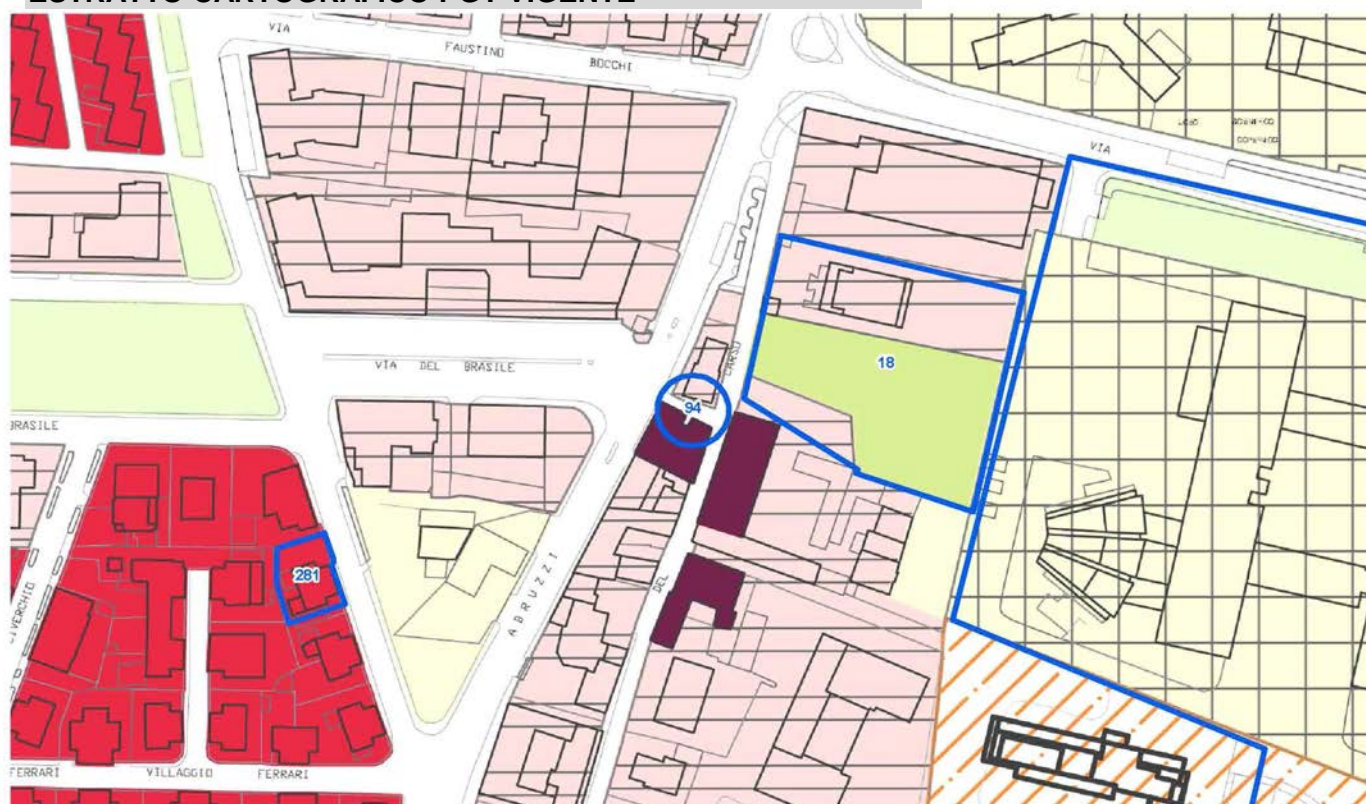 ESTRATTO CARTOGRAFICO PGT VIGENTE
VIA
FAUSTINO
BOCCHI
VIA
VIA DEL BRASILE
CARSO
18
94
BRASILE
281
ABRUZZI
DEL
FERRARI
VILLAGGIO
FERRARI